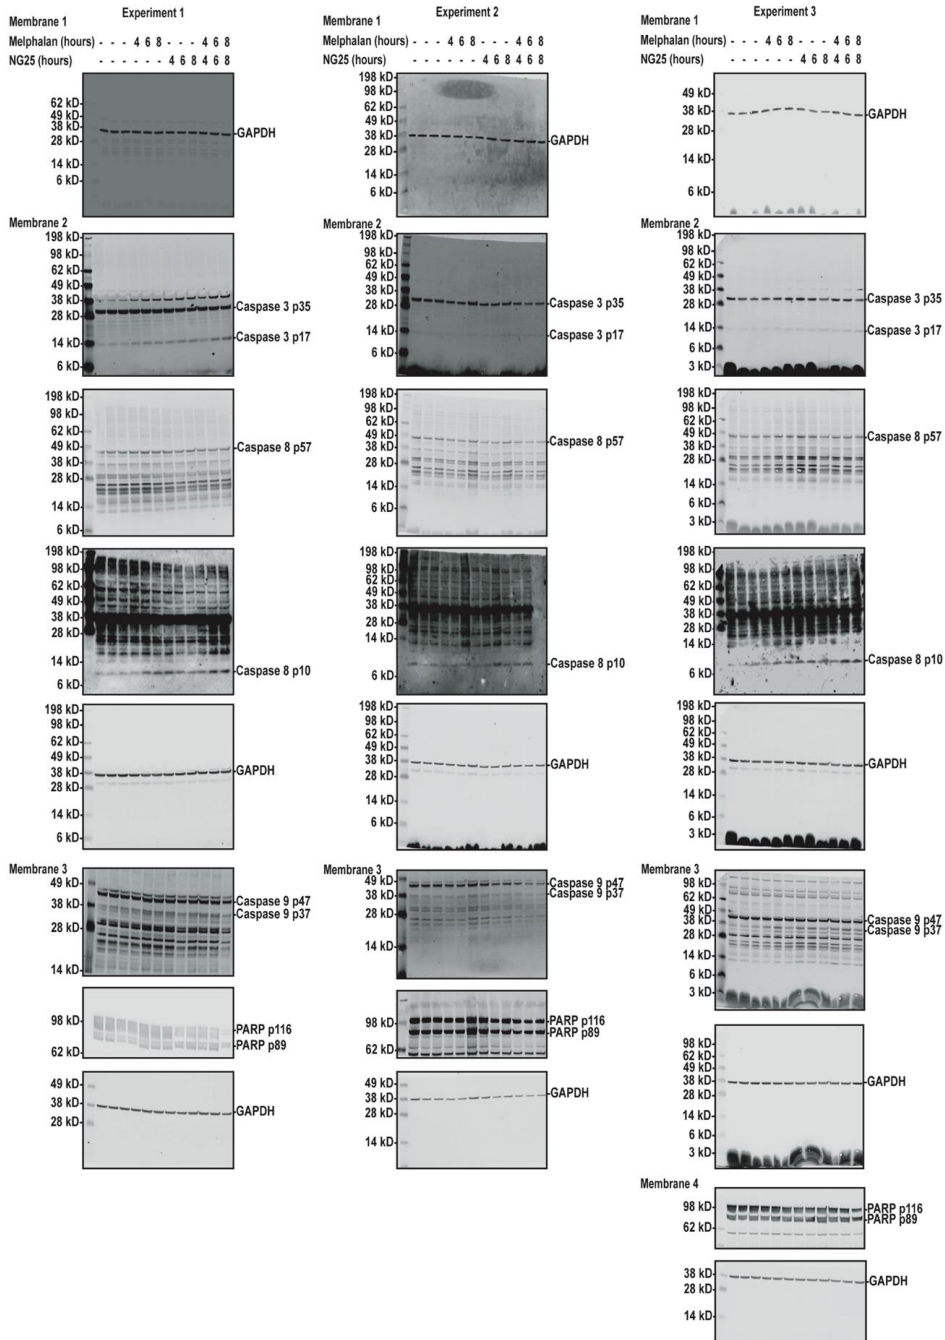 Experiment 1
Membrane 1
Melphalan (hours) - - - 4 6 8 - - - 4 6 8
NG25 (hours) - - - - - - 4 6 8 4 6 8
62 kD
49 kD
38 kD
28 kD
14 kD
6 kD
GAPDH
Membrane 2
198 kD
98 kD
62 kD
49 kD
38 kD
28 kD
14 kD
6 kD
Caspase 3 p35
Caspase 3 p17
198 kD
98 kD
62 kD
49 kD
38 kD
28 kD
14 kD
6 kD
Caspase 8 p57
198 kD
98 kD
62 kD
49 kD
38 kD
28 kD
14 kD
6 kD
Caspase 8 p10
198 kD
98 kD
62 kD
49 kD
38 kD
28 kD
14 kD
6 kD
GAPDH
Membrane 3
49 kD
38 kD
28 kD
14 kD
Caspase 9 p47
Caspase 9 p37
98 kD
62 kD
PARP p116
PARP p89
49 kD
38 kD
28 kD
GAPDH
Experiment 2
Membrane 1
Melphalan (hours) - - - 4 6 8 - - - 4 6 8
NG25 (hours) - - - - - - 4 6 8 4 6 8
198 kD
98 kD
62 kD
49 kD
38 kD
28 kD
14 kD
6 kD
GAPDH
Membrane 2
198 kD
98 kD
62 kD
49 kD
38 kD
28 kD
14 kD
6 kD
Caspase 3 p35
Caspase 3 p17
198 kD
98 kD
62 kD
49 kD
38 kD
28 kD
14 kD
6 kD
Caspase 8 p57
198 kD
98 kD
62 kD
49 kD
38 kD
28 kD
14 kD
6 kD
Caspase 8 p10
198 kD
98 kD
62 kD
49 kD
38 kD
28 kD
14 kD
6 kD
GAPDH
Membrane 3
49 kD
38 kD
28 kD
14 kD
Caspase 9 p47
Caspase 9 p37
98 kD
62 kD
PARP p116
PARP p89
49 kD
38 kD
28 kD
14 kD
GAPDH
Experiment 3
Membrane 1
Melphalan (hours) - - - 4 6 8 - - - 4 6 8
NG25 (hours) - - - - - - 4 6 8 4 6 8
49 kD
38 kD
28 kD
14 kD
6 kD
GAPDH
Membrane 2
198 kD
98 kD
62 kD
49 kD
38 kD
28 kD
14 kD
6 kD
3 kD
Caspase 3 p35
Caspase 3 p17
198 kD
98 kD
62 kD
49 kD
38 kD
28 kD
14 kD
6 kD
3 kD
Caspase 8 p57
198 kD
98 kD
62 kD
49 kD
38 kD
28 kD
14 kD
6 kD
Caspase 8 p10
198 kD
98 kD
62 kD
49 kD
38 kD
28 kD
14 kD
6 kD
3 kD
GAPDH
Membrane 3
98 kD
62 kD
49 kD
38 kD
28 kD
14 kD
6 kD
3 kD
Caspase 9 p47
Caspase 9 p37
98 kD
62 kD
49 kD
38 kD
28 kD
14 kD
6 kD
3 kD
GAPDH
Membrane 4
98 kD
62 kD
PARP p116
PARP p89
38 kD
28 kD
14 kD
GAPDH